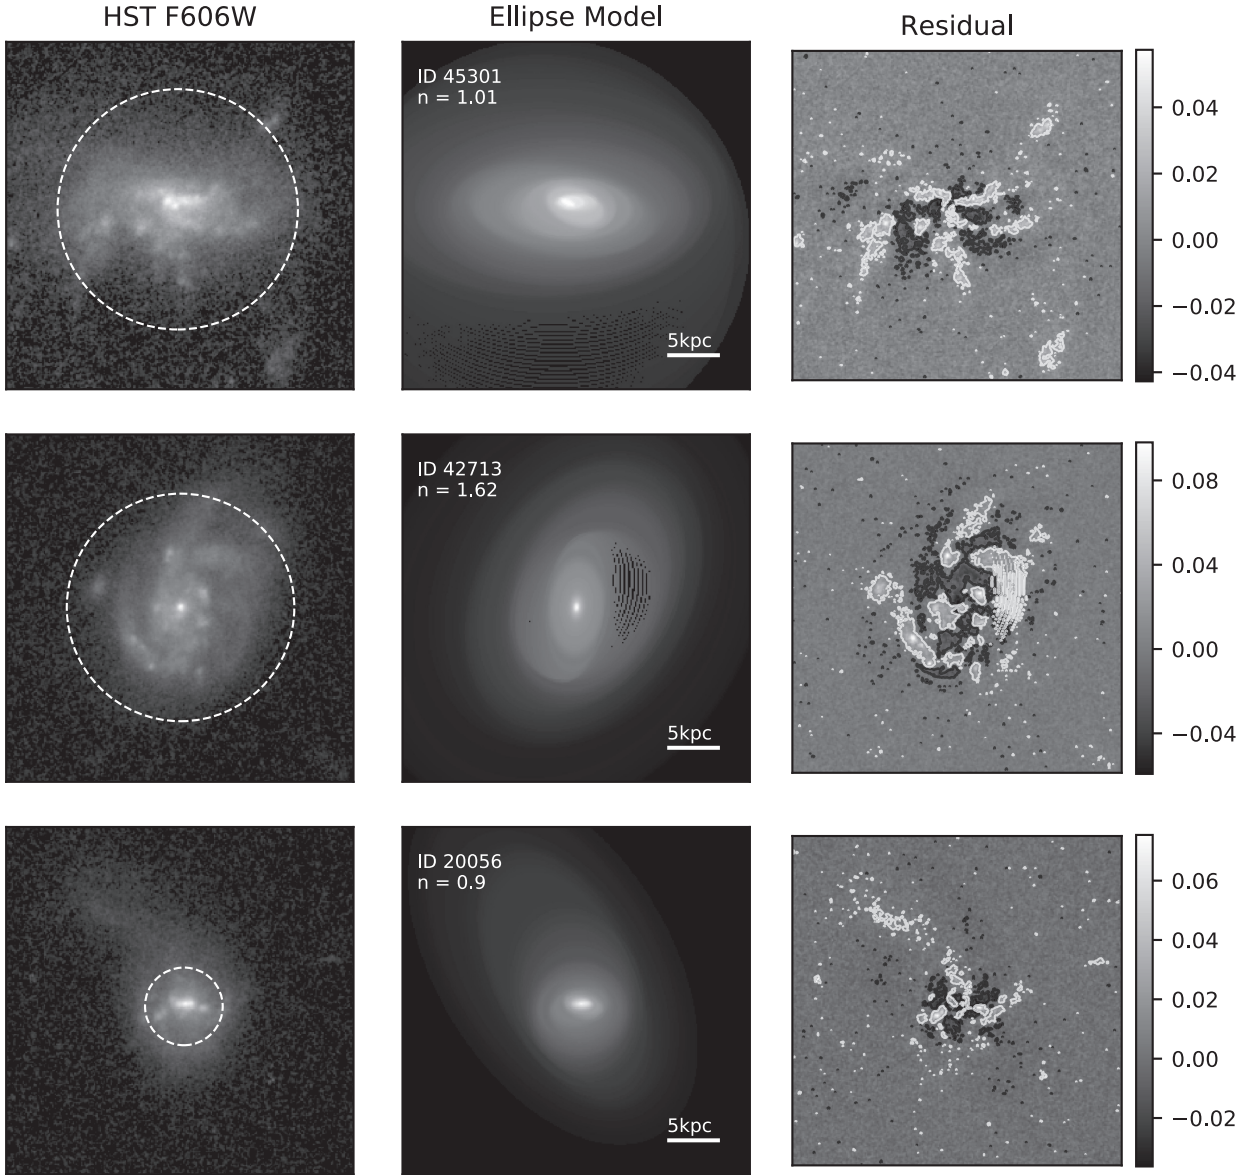 HST F606W
Ellipse Model
Residual
ID 45301
n = 1.01
5kpc
0.04
0.02
0.00
−0.02
−0.04
ID 42713
n = 1.62
5kpc
0.08
0.04
0.00
−0.04
ID 20056
n = 0.9
5kpc
0.06
0.04
0.02
0.00
−0.02